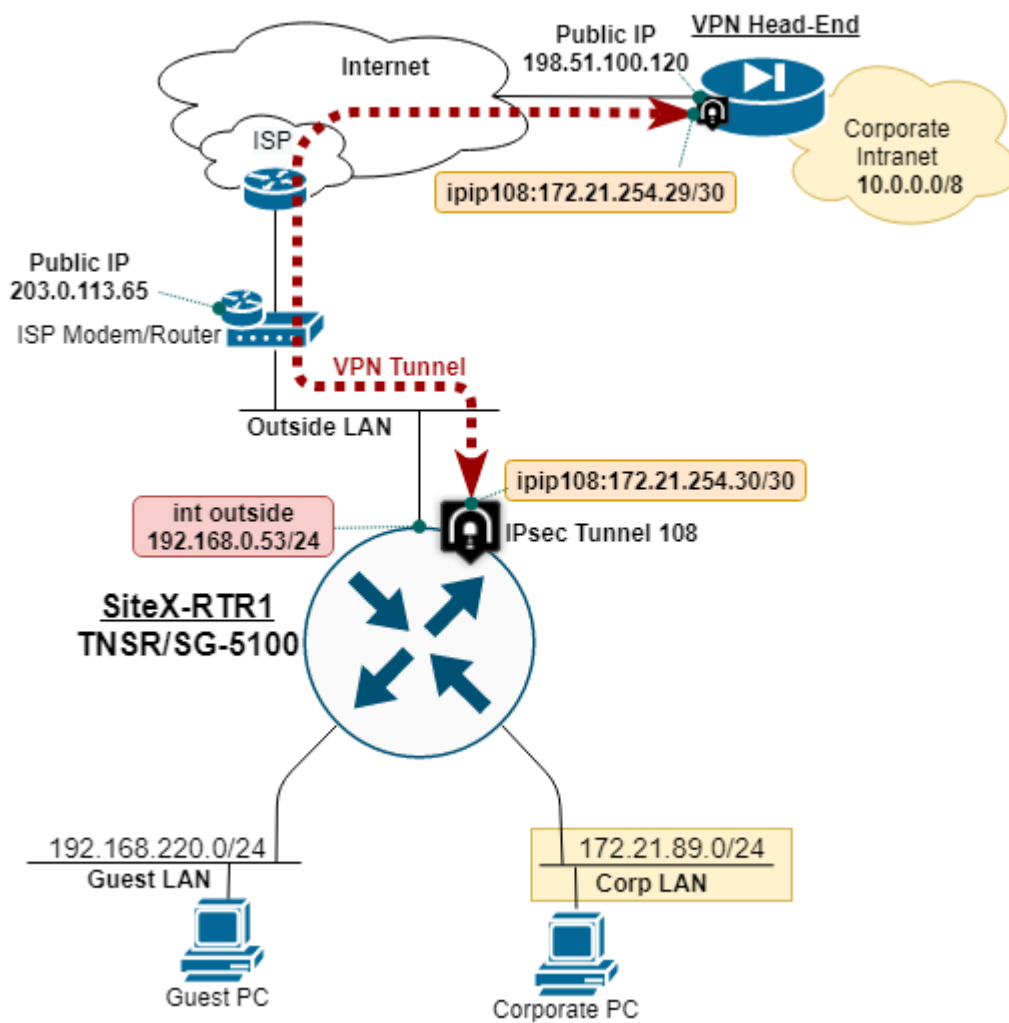 VPN Head-End
Public IP
198.51.100.120
Internet
ISP
Corporate
Intranet
10.0.0.0/8
ipip108:172.21.254.29/30
Public IP
203.0.113.65
ISP Modem/Router
VPN Tunnel
Outside LAN
ipip108:172.21.254.30/30
int outside
192.168.0.53/24
IPsec Tunnel 108
SiteX-RTR1
TNSR/SG-5100
192.168.220.0/24
Guest LAN
172.21.89.0/24
Corp LAN
Guest PC
Corporate PC